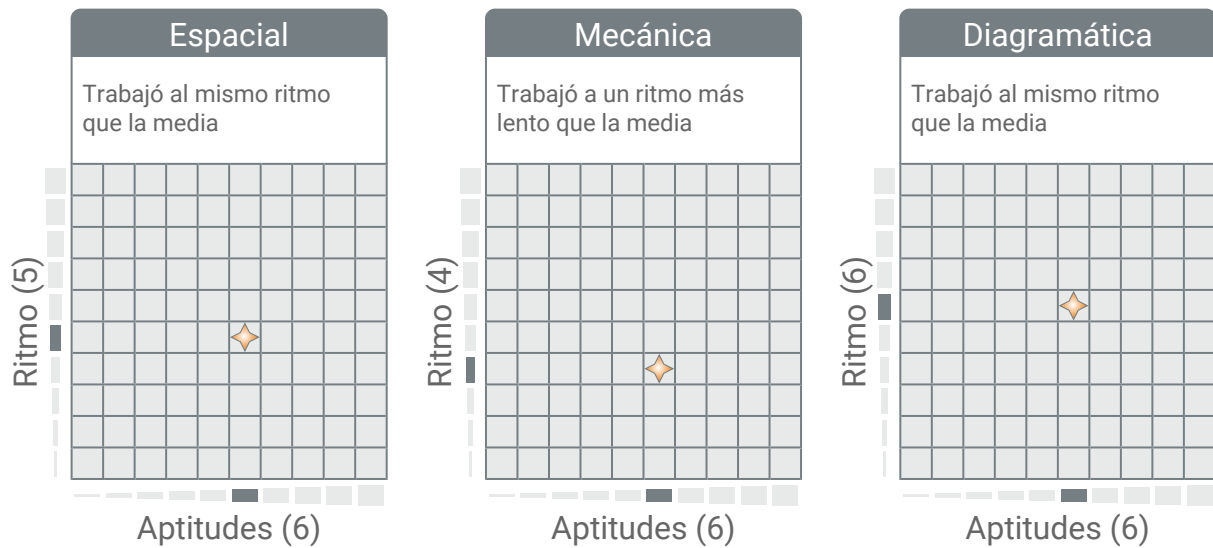 Espacial
Trabajó al mismo ritmo
que la media
Ritmo (5)
Aptitudes (6)
Mecánica
Trabajó a un ritmo más
lento que la media
Ritmo (4)
Aptitudes (6)
Diagramática
Trabajó al mismo ritmo
que la media
Ritmo (6)
Aptitudes (6)